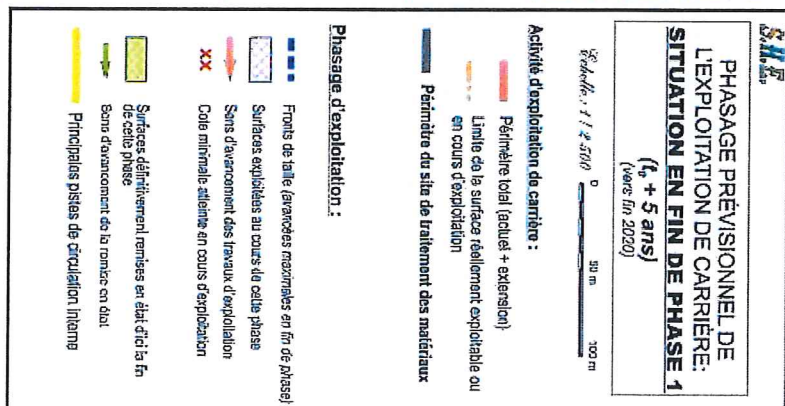 S.H.F.
PHASAGE PRÉVISIONNEL DE
L'EXPLOITATION DE CARRIÈRE:
SITUATION EN FIN DE PHASE 1
(t₀ + 5 ans)
(vers fin 2020)
Echelle : 1 / 2 500
0 50 m 100 m
Activité d'exploitation de carrière :
Périmètre total (actuel + extension)
Limite de la surface réellement exploitable ou
en cours d'exploitation
Périmètre du site de traitement des matériaux
Phasage d'exploitation :
Fronts de taille (avancées maximales en fin de phase)
Surfaces exploitées au cours de cette phase
Sens d'avancement des travaux d'exploitation
XX Cote minimale atteinte en cours d'exploitation
Surfaces définitivement remises en état d'ici la fin
de cette phase
Sens d'avancement de la remise en état
Principales pistes de circulation interne